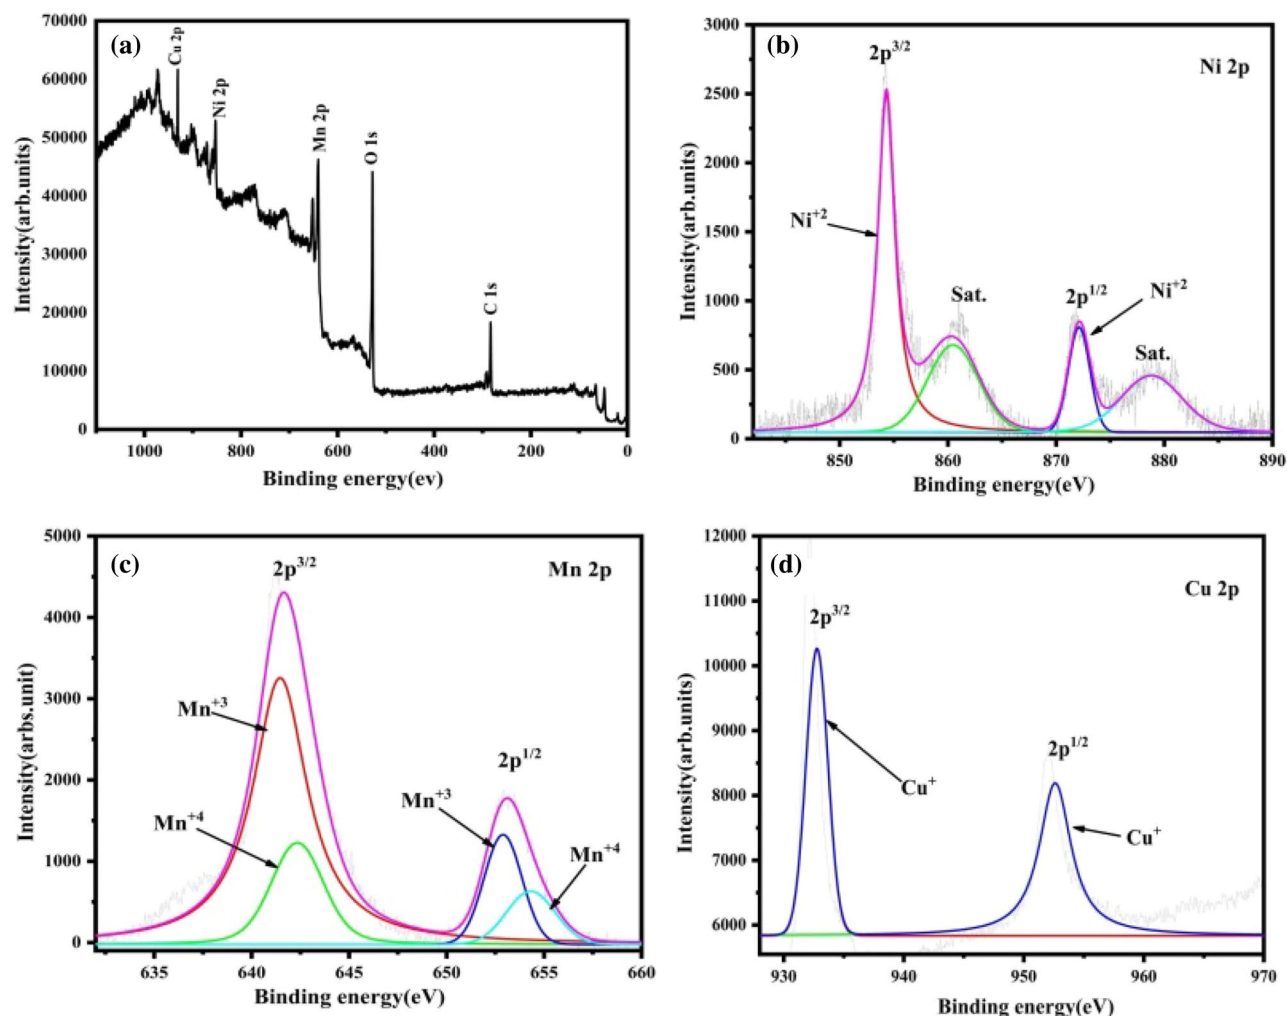 (a)
70000
60000
50000
40000
30000
20000
10000
0
Intensity(arb.units)
Cu 2p
Ni 2p
Mn 2p
O 1s
C 1s
1000 800 600 400 200 0
Binding energy(ev)
(b)
Ni 2p
3000
2500
2000
1500
1000
500
0
Intensity(arb.units)
2p3/2
Ni+2
Sat.
2p1/2
Ni+2
Sat.
850 860 870 880 890
Binding energy(eV)
(c)
Mn 2p
5000
4000
3000
2000
1000
0
Intensity(arbs.unit)
2p3/2
Mn+3
Mn+4
2p1/2
Mn+3
Mn+4
635 640 645 650 655 660
Binding energy(eV)
(d)
Cu 2p
12000
11000
10000
9000
8000
7000
6000
Intensity(arb.units)
2p3/2
Cu+
2p1/2
Cu+
930 940 950 960 970
Binding energy(eV)